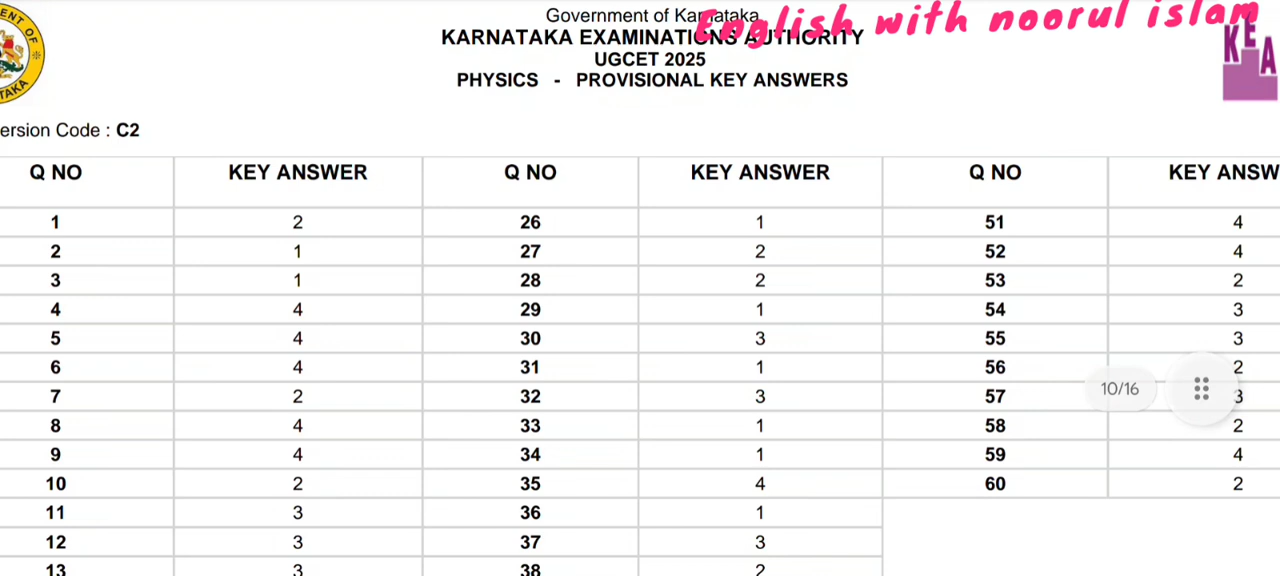 Government of Karnataka
English with noorul islam
KARNATAKA EXAMINATIONS AUTHORITY
KEA
UGCET 2025
PHYSICS - PROVISIONAL KEY ANSWERS
NT OF
TAKA
ersion Code : C2
Q NO KEY ANSWER Q NO KEY ANSWER Q NO KEY ANSW
1 2 26 1 51 4
2 1 27 2 52 4
3 1 28 2 53 2
4 4 29 1 54 3
5 4 30 3 55 3
6 4 31 1 56 2
7 2 32 3 57 3
10/16
8 4 33 1 58 2
9 4 34 1 59 4
10 2 35 4 60 2
11 3 36 1
12 3 37 3
13 3 38 2